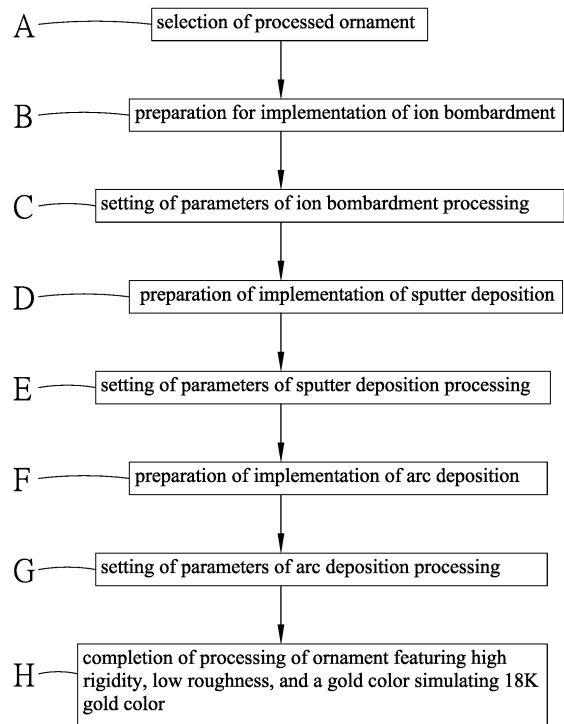 A
selection of processed ornament
B
preparation for implementation of ion bombardment
C
setting of parameters of ion bombardment processing
D
preparation of implementation of sputter deposition
E
setting of parameters of sputter deposition processing
F
preparation of implementation of arc deposition
G
setting of parameters of arc deposition processing
H
completion of processing of ornament featuring high
rigidity, low roughness, and a gold color simulating 18K
gold color